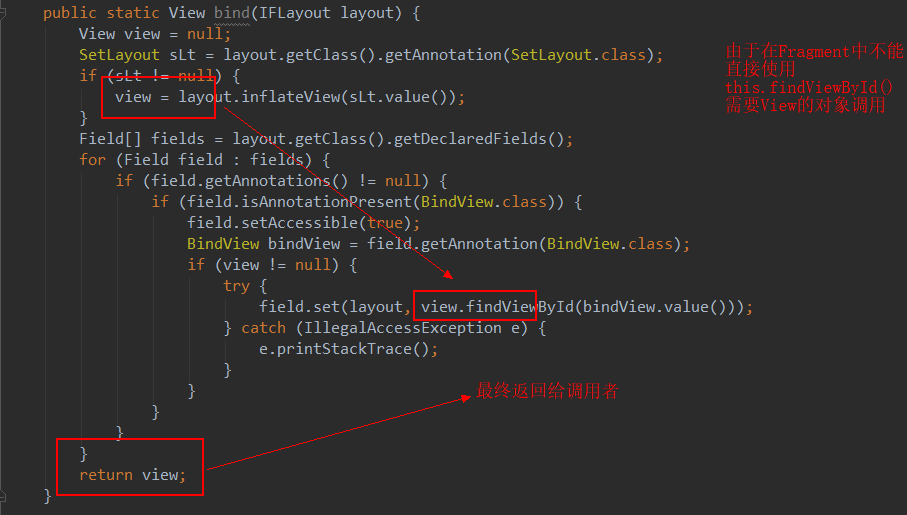 public static View bind(IFLayout layout) {
View view = null;
SetLayout sLt = layout.getClass().getAnnotation(SetLayout.class);
if (sLt != null) {
view = layout.inflateView(sLt.value());
}
Field[] fields = layout.getClass().getDeclaredFields();
for (Field field : fields) {
if (field.getAnnotations() != null) {
if (field.isAnnotationPresent(BindView.class)) {
field.setAccessible(true);
BindView bindView = field.getAnnotation(BindView.class);
if (view != null) {
try {
field.set(layout, view.findViewById(bindView.value()));
} catch (IllegalAccessException e) {
e.printStackTrace();
}
}
}
}
}
return view;
}
由于在Fragment中不能
直接使用
this.findViewById()
需要View的对象调用
最终返回给调用者